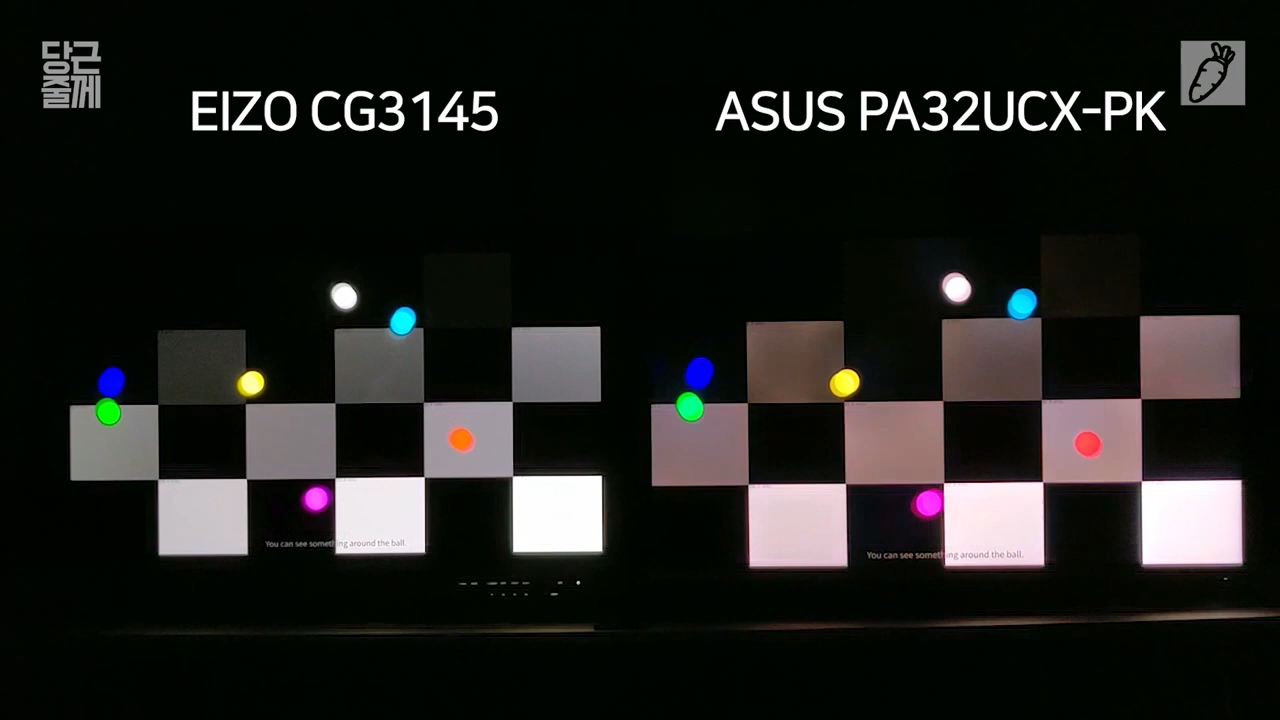 당근
줄께
EIZO CG3145
ASUS PA32UCX-PK
You can see something around the ball.
You can see something around the ball.